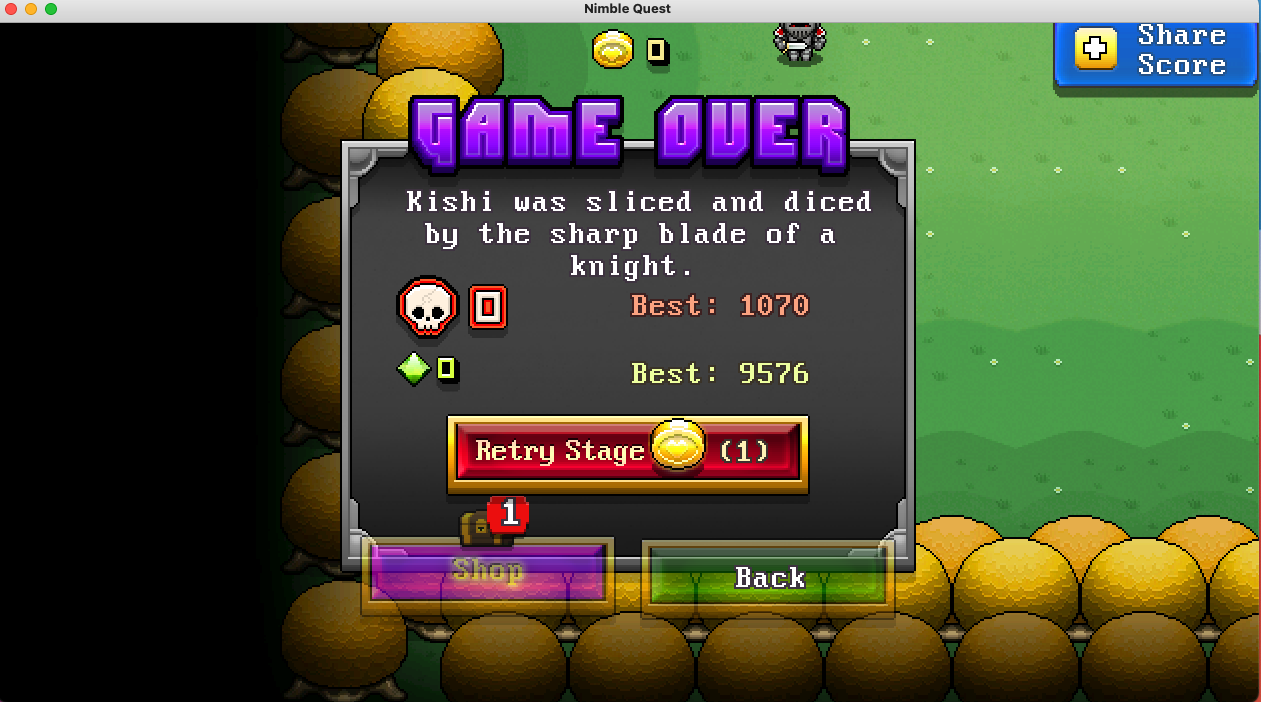 Nimble Quest
0
Share
Score
GAME OVER
Kishi was sliced and diced
by the sharp blade of a
knight.
0
Best: 1070
0
Best: 9576
Retry Stage (1)
1
Shop
Back